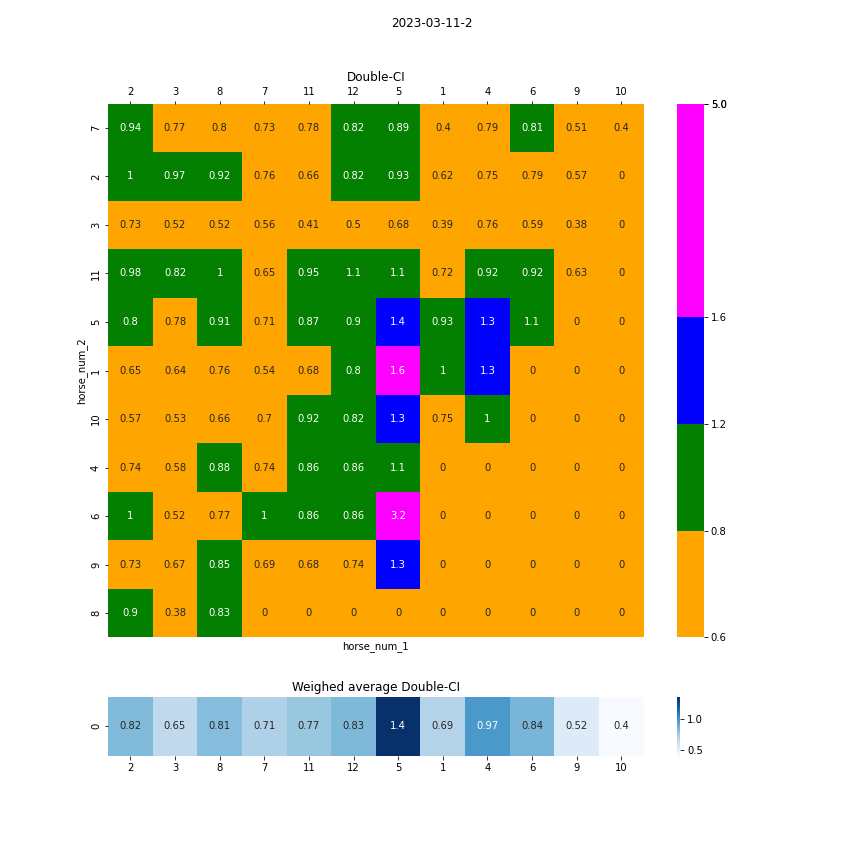 2023-03-11-2
Double-CI
2 3 8 7 11 12 5 1 4 6 9 10
7 0.94 0.77 0.8 0.73 0.78 0.82 0.89 0.4 0.79 0.81 0.51 0.4
2 1 0.97 0.92 0.76 0.66 0.82 0.93 0.62 0.75 0.79 0.57 0
3 0.73 0.52 0.52 0.56 0.41 0.5 0.68 0.39 0.76 0.59 0.38 0
11 0.98 0.82 1 0.65 0.95 1.1 1.1 0.72 0.92 0.92 0.63 0
5 0.8 0.78 0.91 0.71 0.87 0.9 1.4 0.93 1.3 1.1 0 0
1 0.65 0.64 0.76 0.54 0.68 0.8 1.6 1 1.3 0 0 0
10 0.57 0.53 0.66 0.7 0.92 0.82 1.3 0.75 1 0 0 0
4 0.74 0.58 0.88 0.74 0.86 0.86 1.1 0 0 0 0 0
6 1 0.52 0.77 1 0.86 0.86 3.2 0 0 0 0 0
9 0.73 0.67 0.85 0.69 0.68 0.74 1.3 0 0 0 0 0
8 0.9 0.38 0.83 0 0 0 0 0 0 0 0 0
horse_num_2
horse_num_1
5.0
1.6
1.2
0.8
0.6
Weighed average Double-CI
0 0.82 0.65 0.81 0.71 0.77 0.83 1.4 0.69 0.97 0.84 0.52 0.4
2 3 8 7 11 12 5 1 4 6 9 10
1.0
0.5